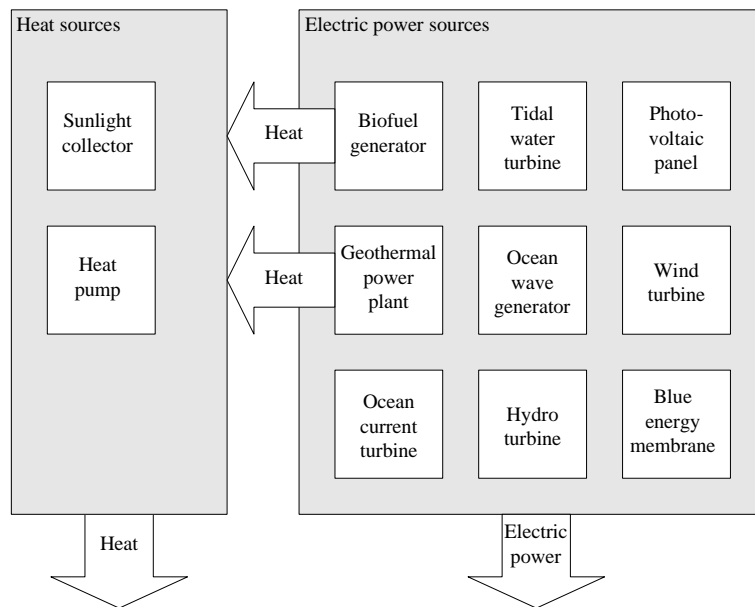 Heat sources
Electric power sources
Sunlight
collector
Heat
Biofuel
generator
Tidal
water
turbine
Photo-
voltaic
panel
Heat
pump
Heat
Geothermal
power
plant
Ocean
wave
generator
Wind
turbine
Ocean
current
turbine
Hydro
turbine
Blue
energy
membrane
Heat
Electric
power